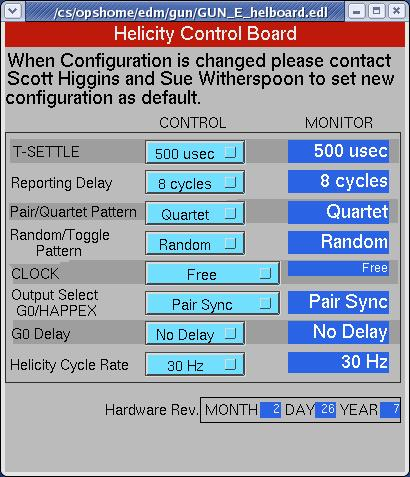 /cs/opshome/edm/gun/GUN_E_helboard.edl
Helicity Control Board
When Configuration is changed please contact
Scott Higgins and Sue Witherspoon to set new
configuration as default.
CONTROL MONITOR
T-SETTLE 500 usec 500 usec
Reporting Delay 8 cycles 8 cycles
Pair/Quartet Pattern Quartet Quartet
Random/Toggle
Pattern Random Random
CLOCK Free Free
Output Select
G0/HAPPEX Pair Sync Pair Sync
G0 Delay No Delay No Delay
Helicity Cycle Rate 30 Hz 30 Hz
Hardware Rev. MONTH 2 DAY 26 YEAR 7